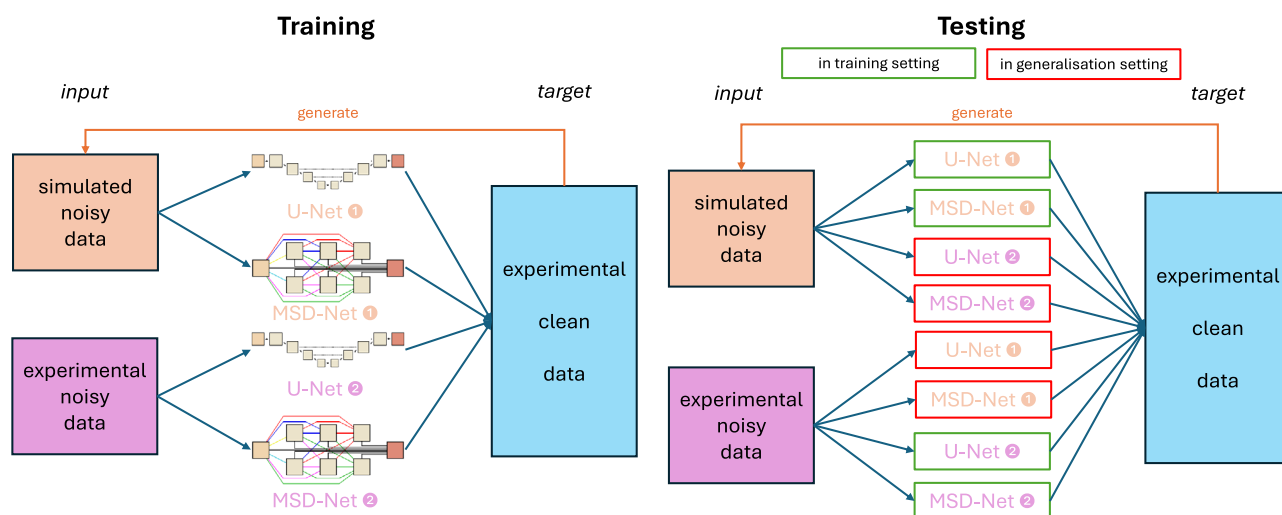 Training
input
target
generate
simulated
noisy
data
U-Net ❶
MSD-Net ❶
experimental
noisy
data
U-Net ❷
MSD-Net ❷
experimental
clean
data
Testing
in training setting
in generalisation setting
input
target
generate
simulated
noisy
data
U-Net ❶
MSD-Net ❶
U-Net ❷
MSD-Net ❷
experimental
noisy
data
U-Net ❶
MSD-Net ❶
U-Net ❷
MSD-Net ❷
experimental
clean
data